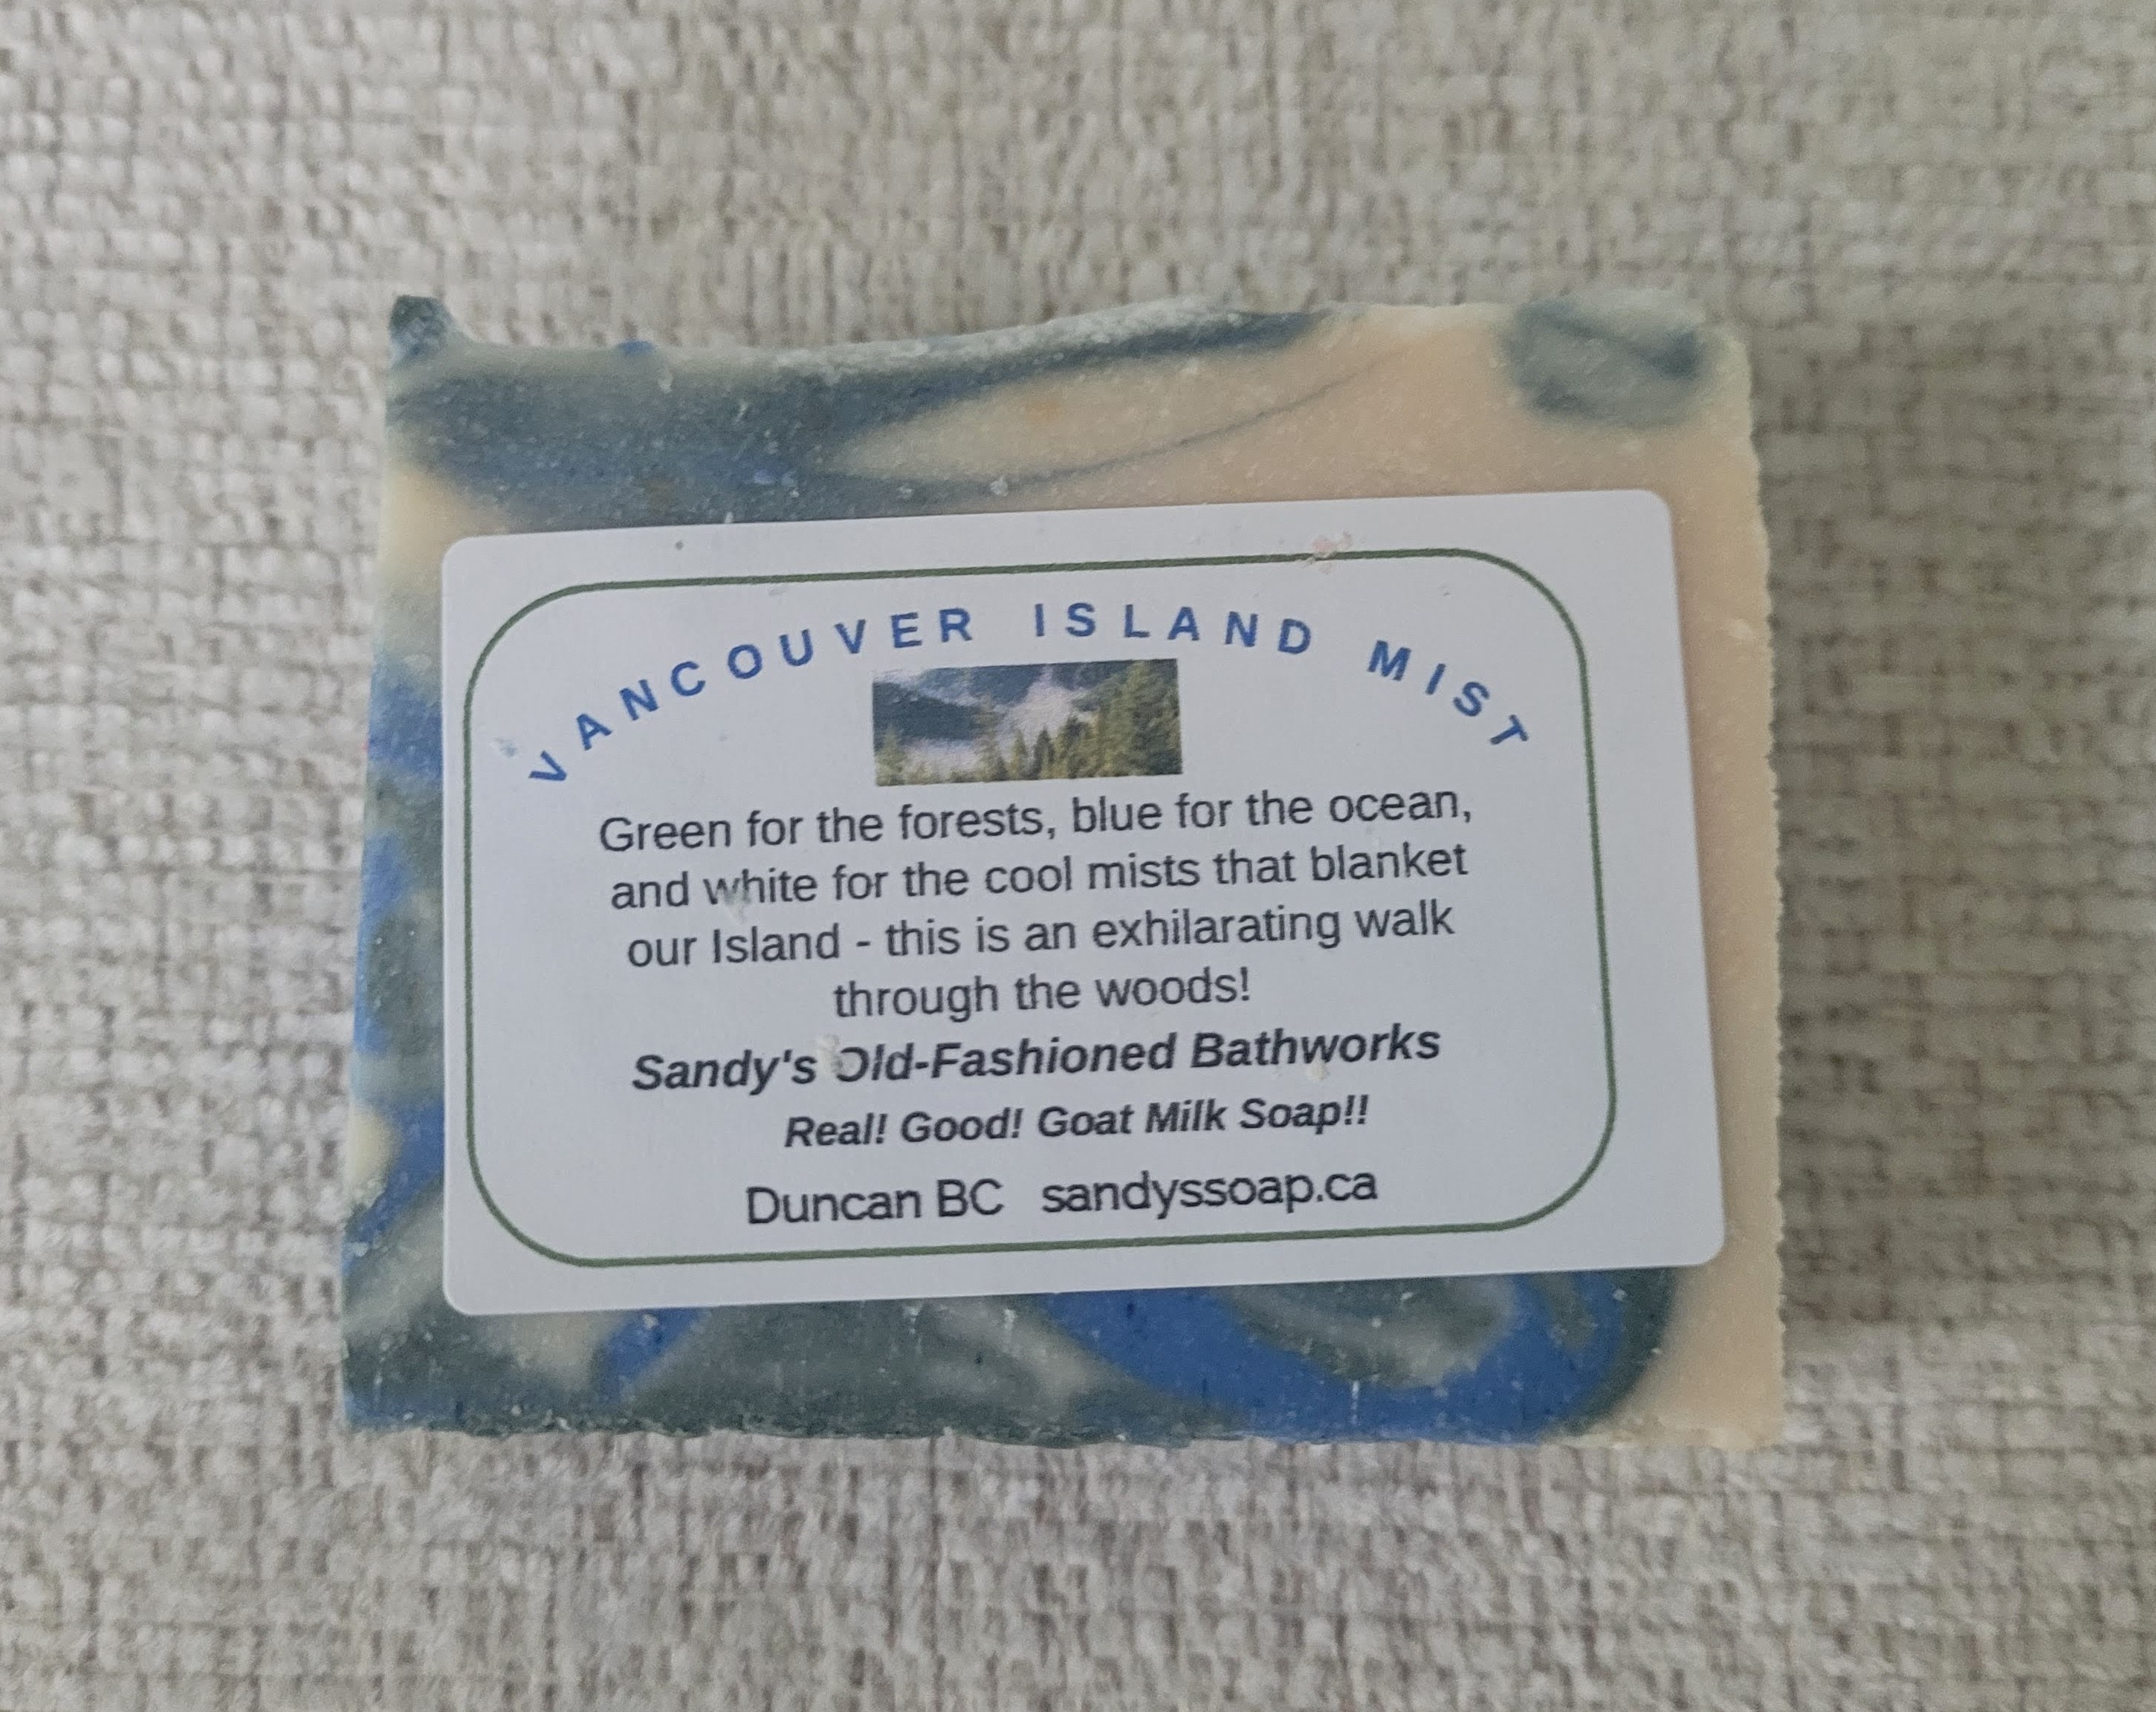 VANCOUVER ISLAND MIST
Green for the forests, blue for the ocean,
and white for the cool mists that blanket
our Island - this is an exhilarating walk
through the woods!
Sandy's Old-Fashioned Bathworks
Real! Good! Goat Milk Soap!!
Duncan BC sandyssoap.ca